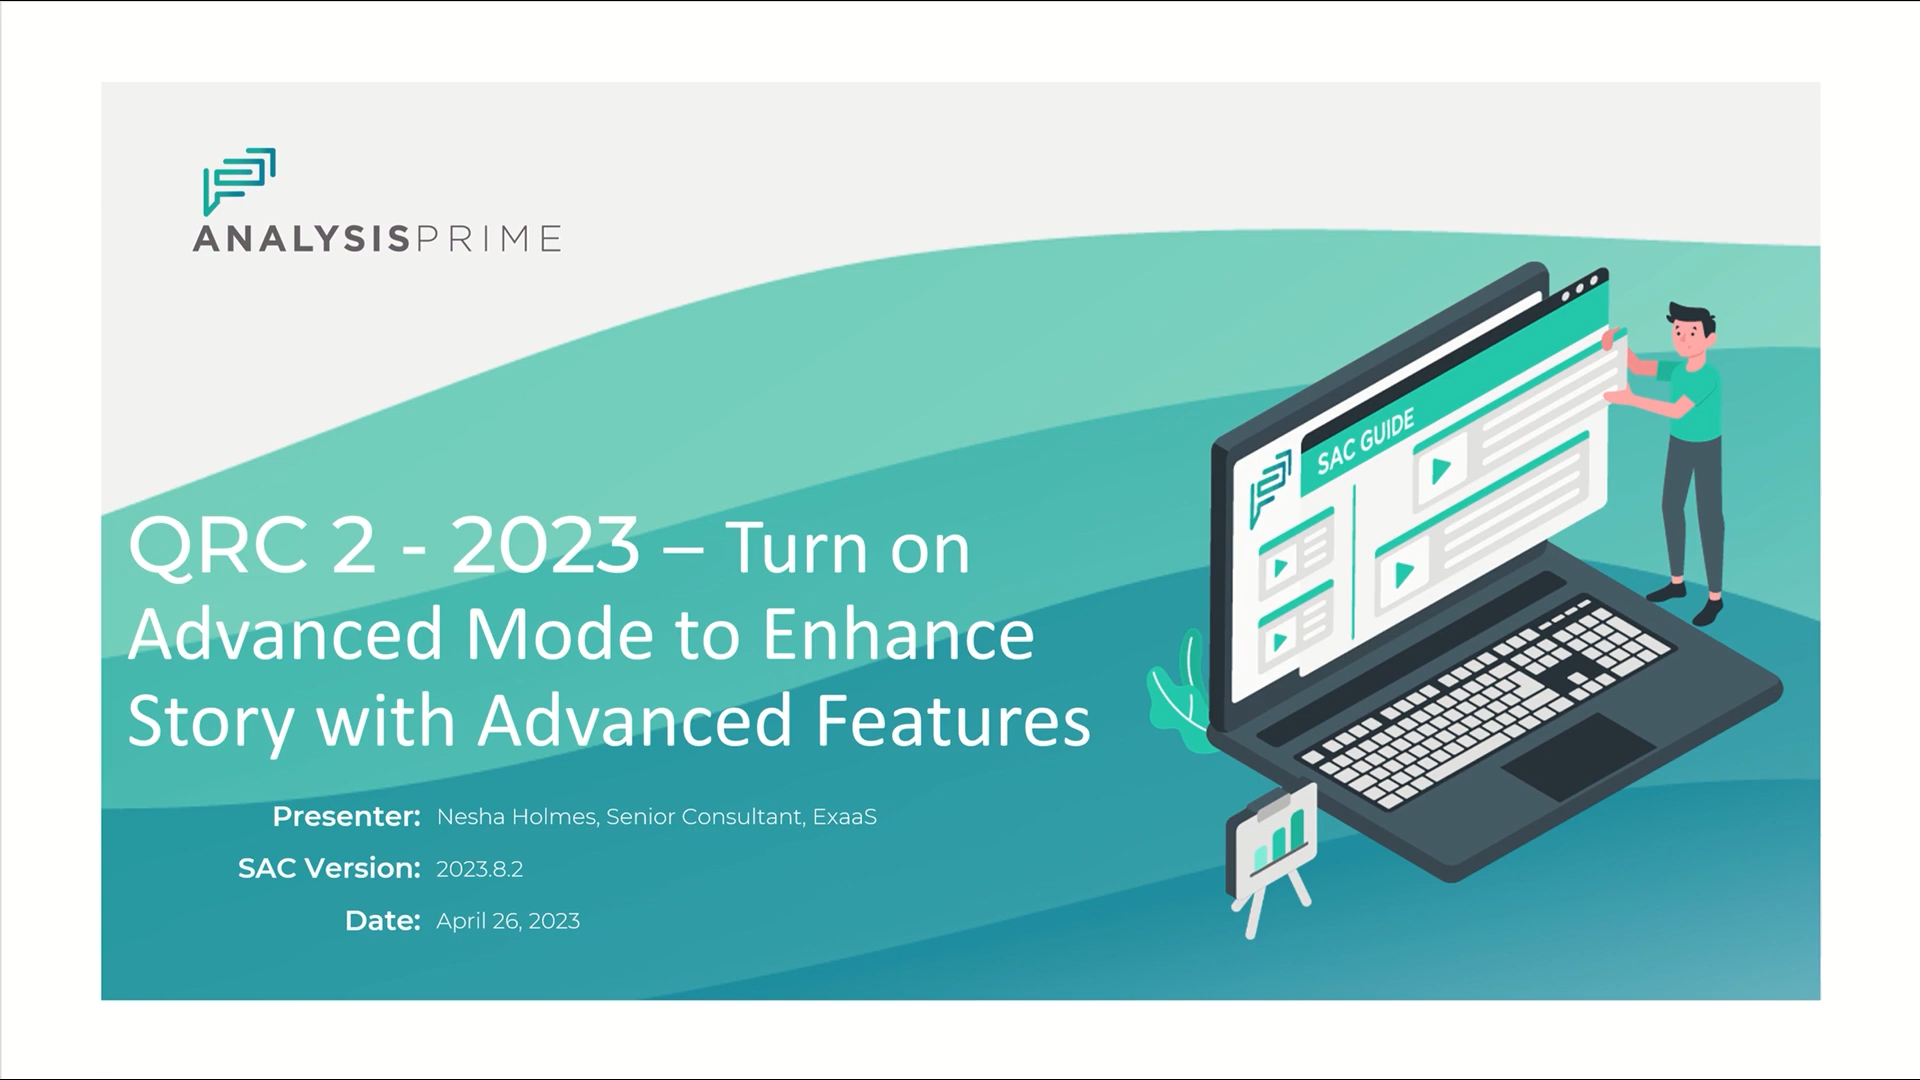 ANALYSISPRIME
SAC GUIDE
QRC 2 - 2023 – Turn on
Advanced Mode to Enhance
Story with Advanced Features
Presenter: Nesha Holmes, Senior Consultant, ExaaS
SAC Version: 2023.8.2
Date: April 26, 2023